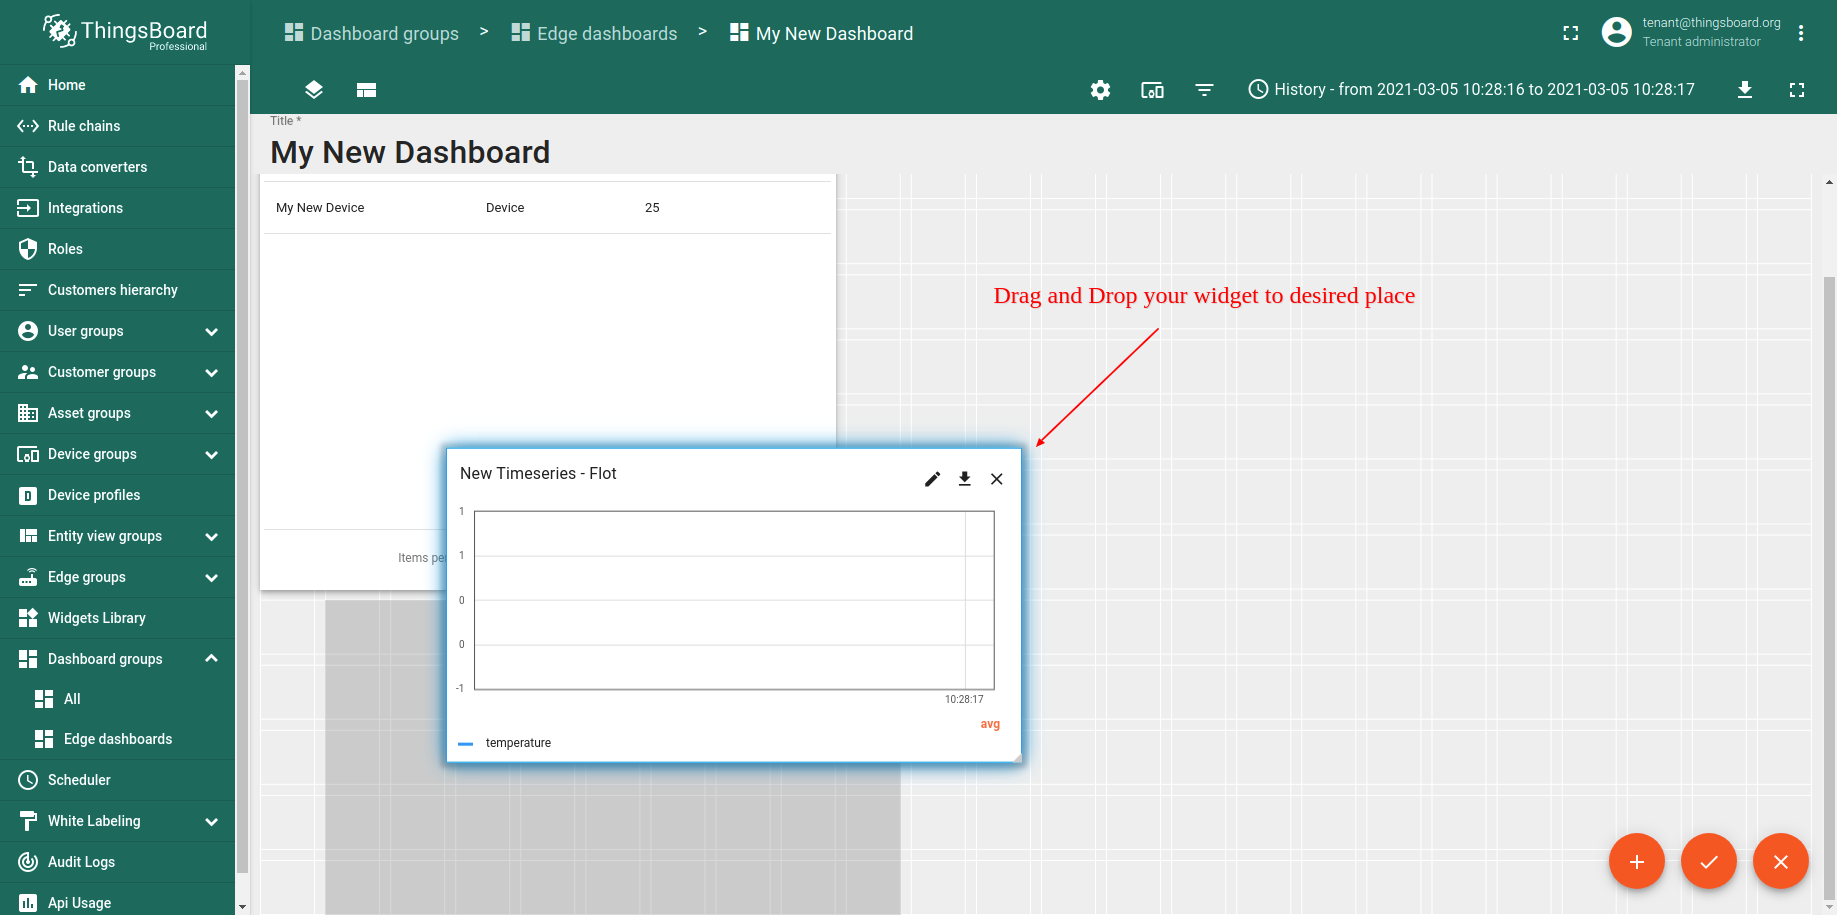 ThingsBoard
Professional
Dashboard groups > Edge dashboards > My New Dashboard
tenant@thingsboard.org
Tenant administrator
History - from 2021-03-05 10:28:16 to 2021-03-05 10:28:17
Home
Rule chains
Data converters
Integrations
Roles
Customers hierarchy
User groups
Customer groups
Asset groups
Device groups
Device profiles
Entity view groups
Edge groups
Widgets Library
Dashboard groups
All
Edge dashboards
Scheduler
White Labeling
Audit Logs
Api Usage
Title *
My New Dashboard
My New Device Device 25
Drag and Drop your widget to desired place
Items pe
New Timeseries - Flot
1
1
0
0
-1
10:28:17
avg
temperature